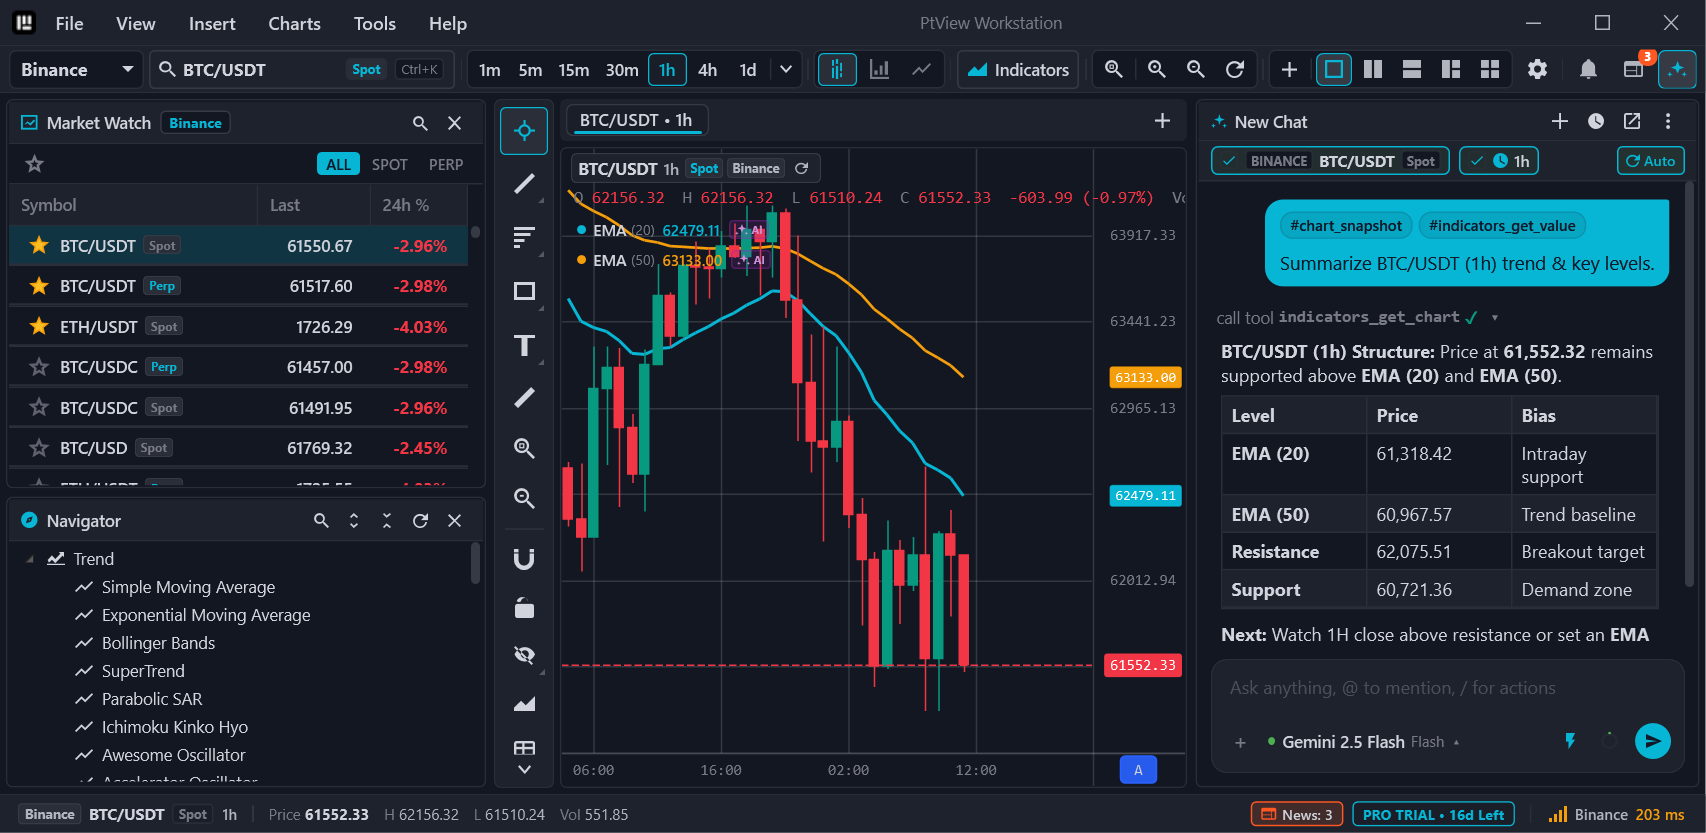 File View Insert Charts Tools Help PtView Workstation
Binance BTC/USDT Spot Ctrl+K 1m 5m 15m 30m 1h 4h 1d Indicators 3
Market Watch Binance
ALL SPOT PERP
Symbol Last 24h %
BTC/USDT Spot 61550.67 -2.96%
BTC/USDT Perp 61517.60 -2.98%
ETH/USDT Spot 1726.29 -4.03%
BTC/USDC Perp 61457.00 -2.98%
BTC/USDC Spot 61491.95 -2.96%
BTC/USD Spot 61769.32 -2.45%
Navigator
Trend
Simple Moving Average
Exponential Moving Average
Bollinger Bands
SuperTrend
Parabolic SAR
Ichimoku Kinko Hyo
Awesome Oscillator
Accelerator Oscillator
T
BTC/USDT • 1h
BTC/USDT 1h Spot Binance
O 62156.32 H 62156.32 L 61510.24 C 61552.33 -603.99 (-0.97%)
EMA (20) 62479.11 AI
EMA (50) 63133.00 AI
63917.33
63441.23
63133.00
62965.13
62479.11
62012.94
61552.33
06:00 16:00 02:00 12:00 A
New Chat
BINANCE BTC/USDT Spot 1h Auto
#chart_snapshot #indicators_get_value
Summarize BTC/USDT (1h) trend & key levels.
call tool indicators_get_chart
BTC/USDT (1h) Structure: Price at 61,552.32 remains
supported above EMA (20) and EMA (50).
Level Price Bias
EMA (20) 61,318.42 Intraday
support
EMA (50) 60,967.57 Trend baseline
Resistance 62,075.51 Breakout target
Support 60,721.36 Demand zone
Next: Watch 1H close above resistance or set an EMA
Ask anything, @ to mention, / for actions
Gemini 2.5 Flash Flash
Binance BTC/USDT Spot 1h Price 61552.33 H 62156.32 L 61510.24 Vol 551.85 News: 3 PRO TRIAL • 16d Left Binance 203 ms